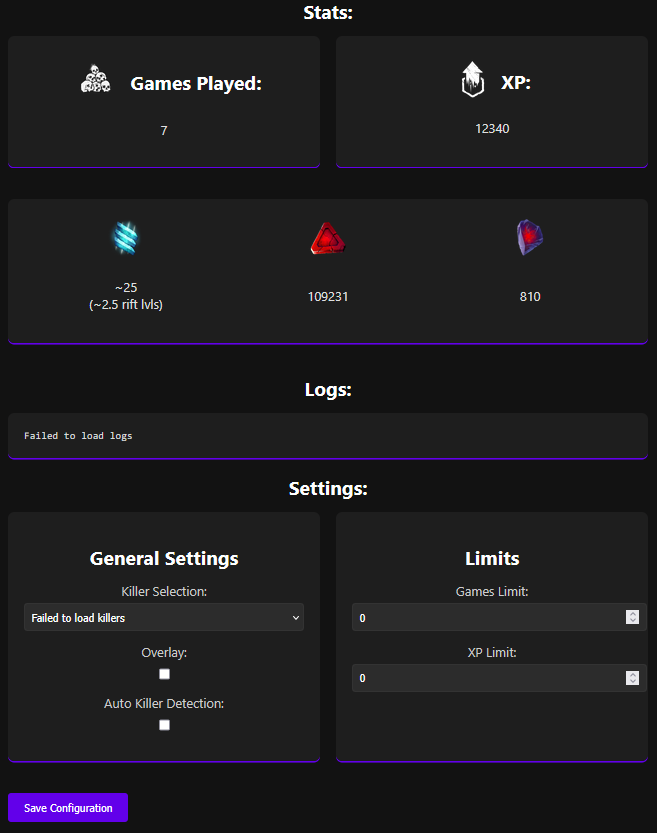 Stats:
Games Played:
7
XP:
12340
~25
(~2.5 rift lvls)
109231
810
Logs:
Failed to load logs
Settings:
General Settings
Killer Selection:
Failed to load killers
Overlay:
Auto Killer Detection:
Limits
Games Limit:
0
XP Limit:
0
Save Configuration